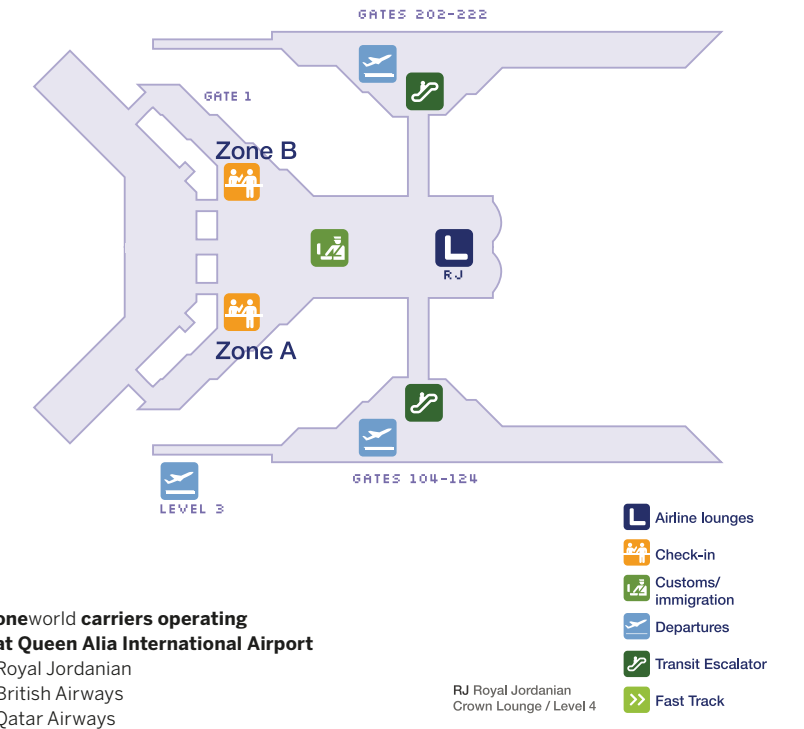 GATES 202-222
GATE 1
Zone B
RJ
Zone A
GATES 104-124
LEVEL 3
Airline lounges
Check-in
Customs/
immigration
Departures
Transit Escalator
Fast Track
oneworld carriers operating
at Queen Alia International Airport
Royal Jordanian
British Airways
Qatar Airways
RJ Royal Jordanian
Crown Lounge / Level 4